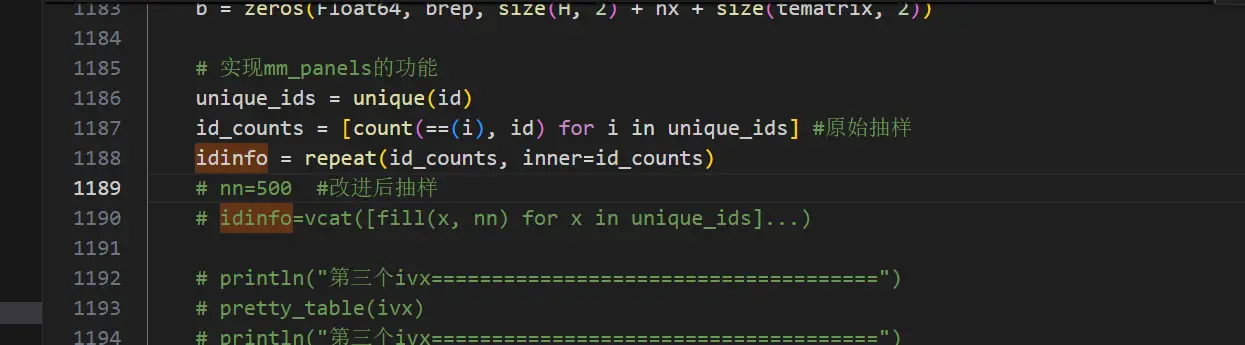 1183 b = zeros(Float64, brep, size(H, 2) + nx + size(tematrix, 2))
1184
1185 # 实现mm_panels的功能
1186 unique_ids = unique(id)
1187 id_counts = [count(==(i), id) for i in unique_ids] #原始抽样
1188 idinfo = repeat(id_counts, inner=id_counts)
1189 # nn=500  #改进后抽样
1190 # idinfo=vcat([fill(x, nn) for x in unique_ids]...)
1191
1192 # println("第三个ivx=====================================")
1193 # pretty_table(ivx)
1194 # println("第三个ivx=====================================")